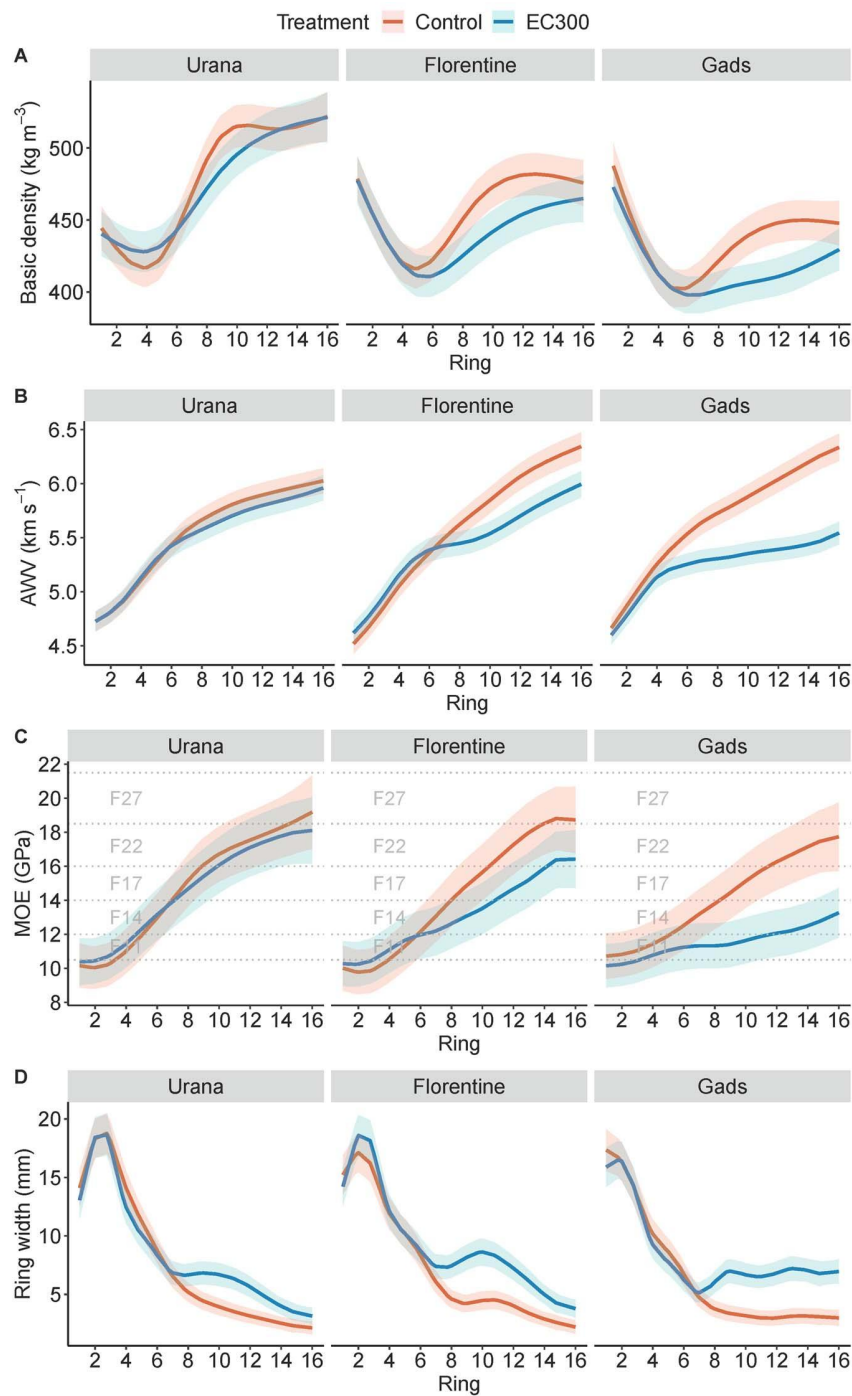 Treatment Control EC300
A
Urana Florentine Gads
Basic density (kg m⁻³)
500
450
400
2 4 6 8 10 12 14 16 2 4 6 8 10 12 14 16 2 4 6 8 10 12 14 16
Ring
B
Urana Florentine Gads
AWV (km s⁻¹)
6.5
6.0
5.5
5.0
4.5
2 4 6 8 10 12 14 16 2 4 6 8 10 12 14 16 2 4 6 8 10 12 14 16
Ring
C
Urana Florentine Gads
MOE (GPa)
22
20
18
16
14
12
10
8
F27 F27 F27
F22 F22 F22
F17 F17 F17
F14 F14 F14
F11 F11 F11
2 4 6 8 10 12 14 16 2 4 6 8 10 12 14 16 2 4 6 8 10 12 14 16
Ring
D
Urana Florentine Gads
Ring width (mm)
20
15
10
5
2 4 6 8 10 12 14 16 2 4 6 8 10 12 14 16 2 4 6 8 10 12 14 16
Ring